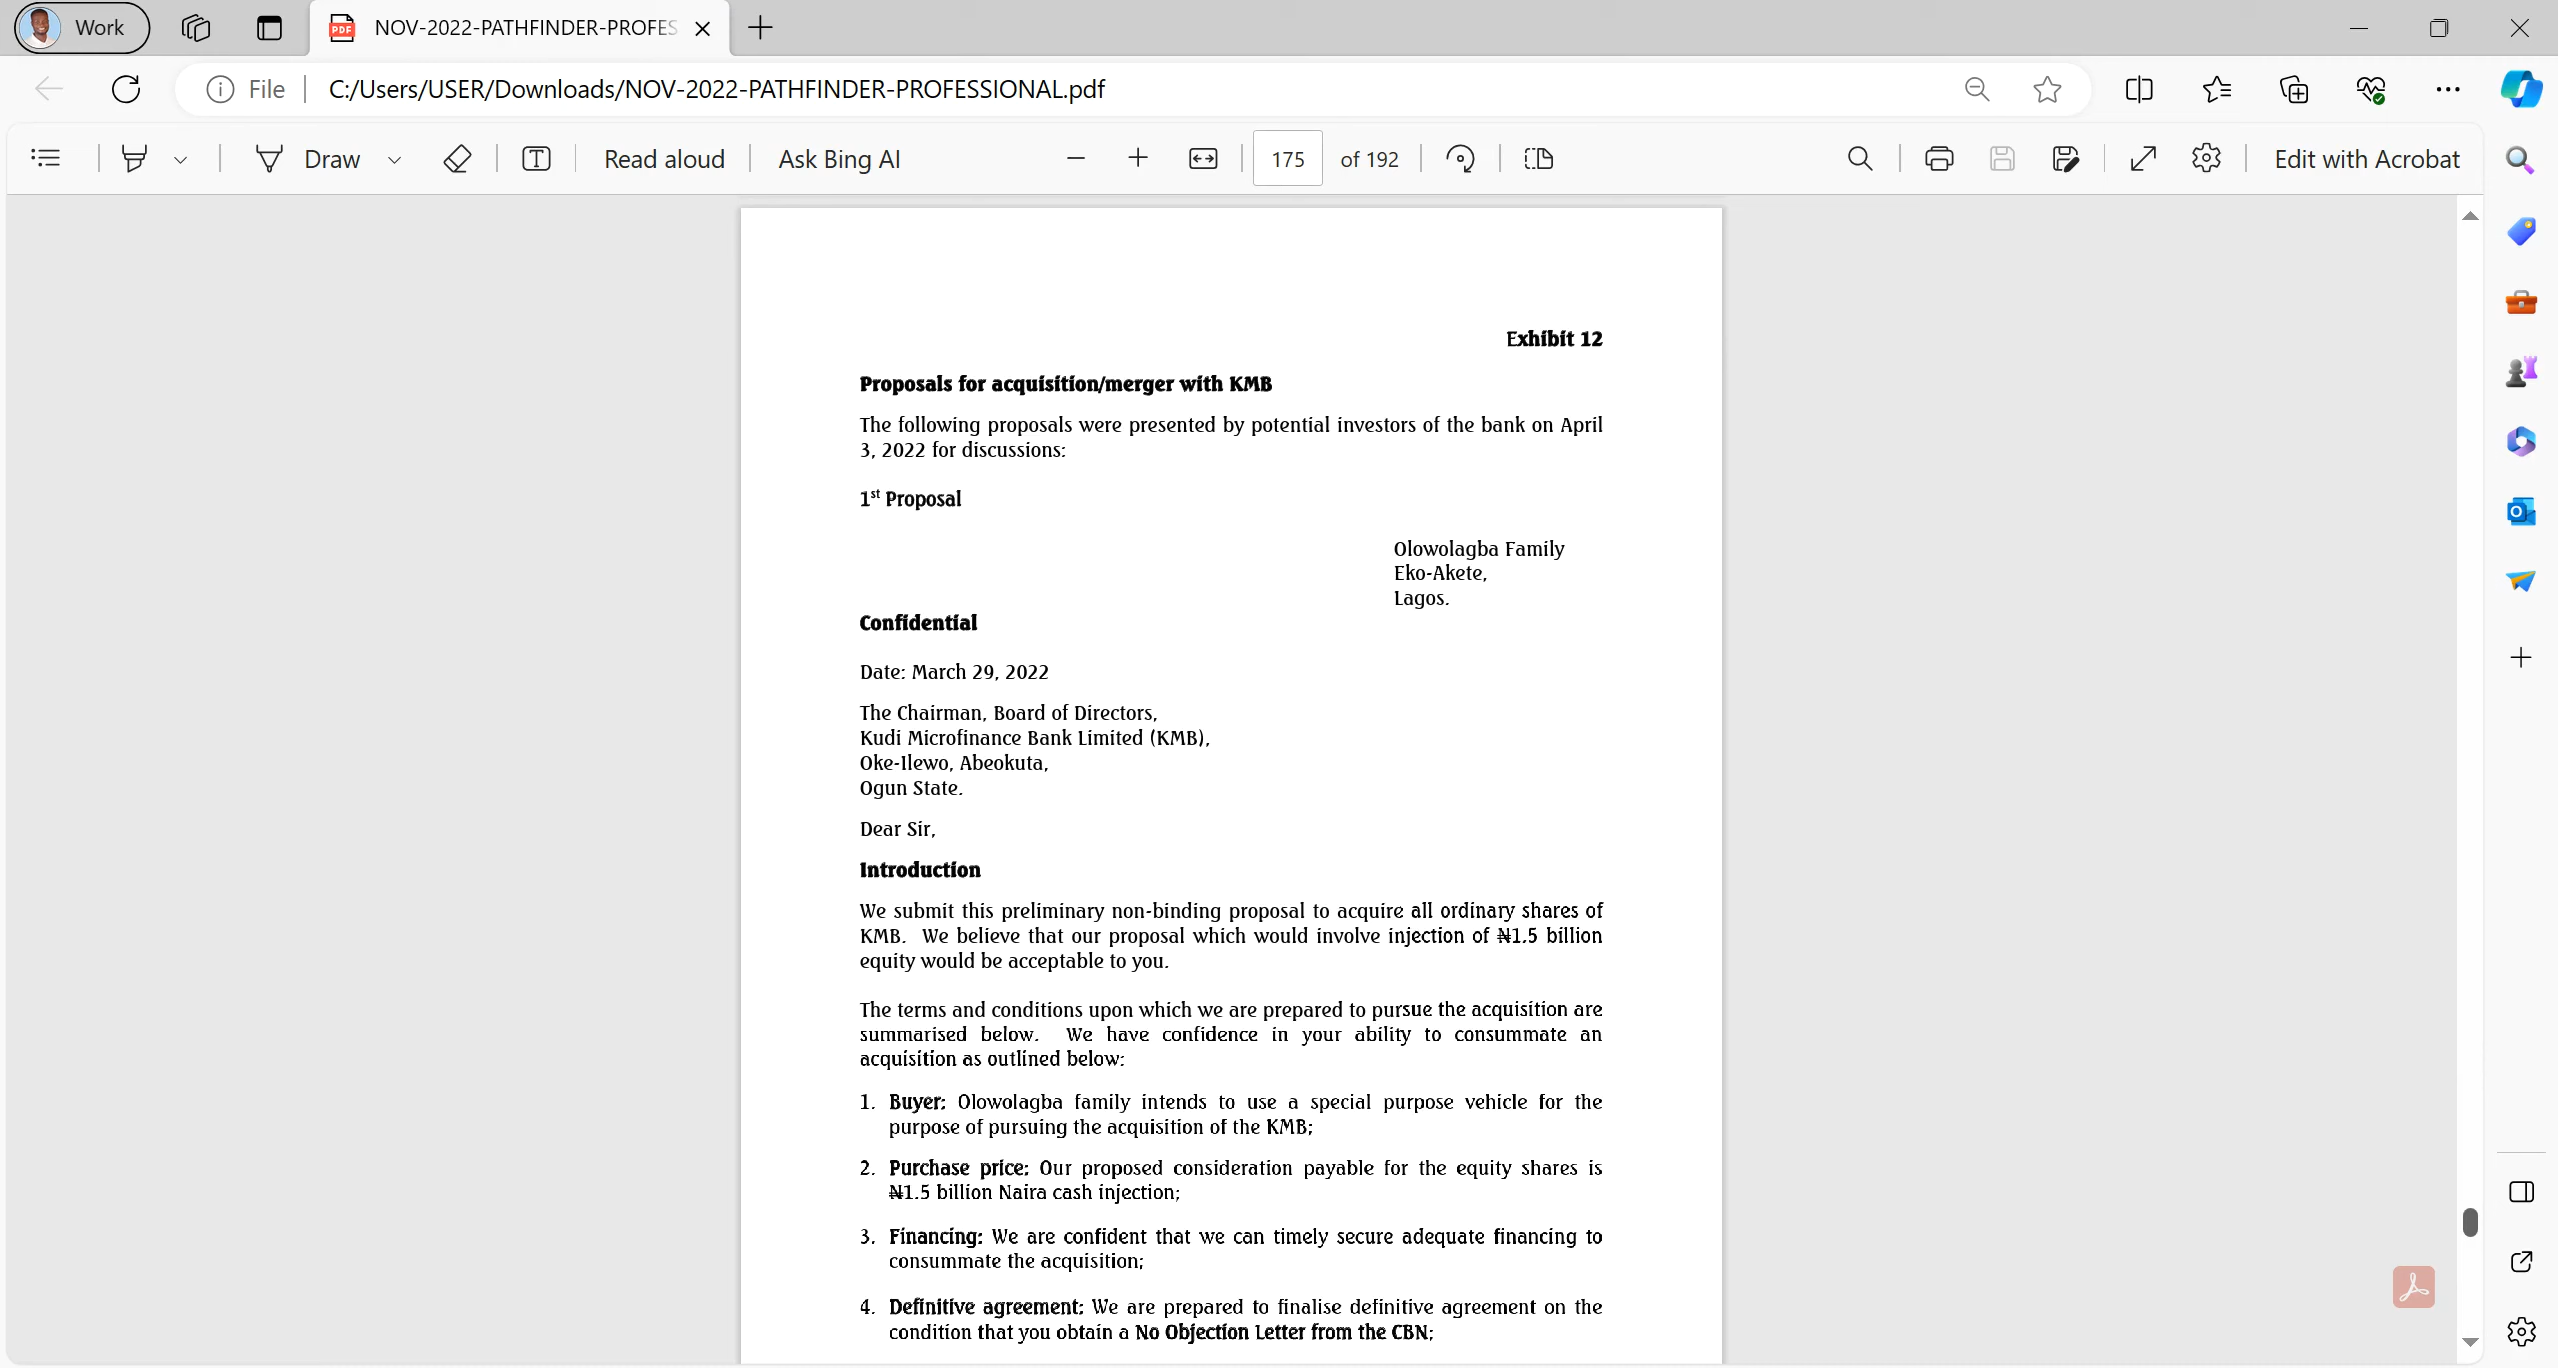 Work
NOV-2022-PATHFINDER-PROFES
File
C:/Users/USER/Downloads/NOV-2022-PATHFINDER-PROFESSIONAL.pdf
Draw
Read aloud
Ask Bing AI
175 of 192
Edit with Acrobat
Exhibit 12
Proposals for acquisition/merger with KMB
The following proposals were presented by potential investors of the bank on April
3, 2022 for discussions:
1st Proposal
Olowolagba Family
Eko-Akete,
Lagos.
Confidential
Date: March 29, 2022
The Chairman, Board of Directors,
Kudi Microfinance Bank Limited (KMB),
Oke-Ilewo, Abeokuta,
Ogun State.
Dear Sir,
Introduction
We submit this preliminary non-binding proposal to acquire all ordinary shares of
KMB. We believe that our proposal which would involve injection of ₦1.5 billion
equity would be acceptable to you.
The terms and conditions upon which we are prepared to pursue the acquisition are
summarised below. We have confidence in your ability to consummate an
acquisition as outlined below:
1. Buyer: Olowolagba family intends to use a special purpose vehicle for the
purpose of pursuing the acquisition of the KMB;
2. Purchase price: Our proposed consideration payable for the equity shares is
₦1.5 billion Naira cash injection;
3. Financing: We are confident that we can timely secure adequate financing to
consummate the acquisition;
4. Definitive agreement: We are prepared to finalise definitive agreement on the
condition that you obtain a No Objection Letter from the CBN;